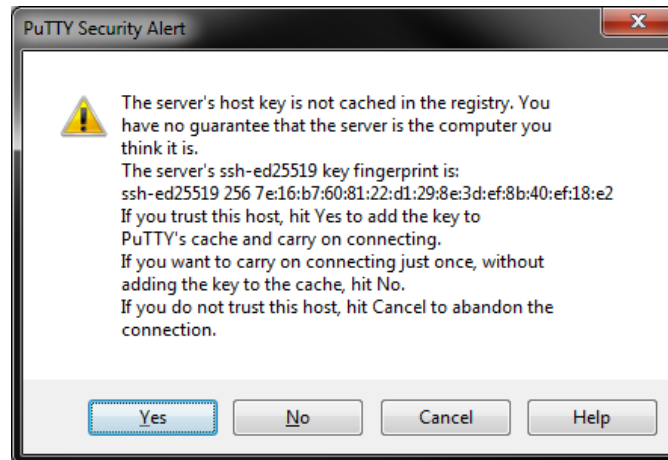 PuTTY Security Alert
The server's host key is not cached in the registry. You
have no guarantee that the server is the computer you
think it is.
The server's ssh-ed25519 key fingerprint is:
ssh-ed25519 256 7e:16:b7:60:81:22:d1:29:8e:3d:ef:8b:40:ef:18:e2
If you trust this host, hit Yes to add the key to
PuTTY's cache and carry on connecting.
If you want to carry on connecting just once, without
adding the key to the cache, hit No.
If you do not trust this host, hit Cancel to abandon the
connection.
Yes No Cancel Help